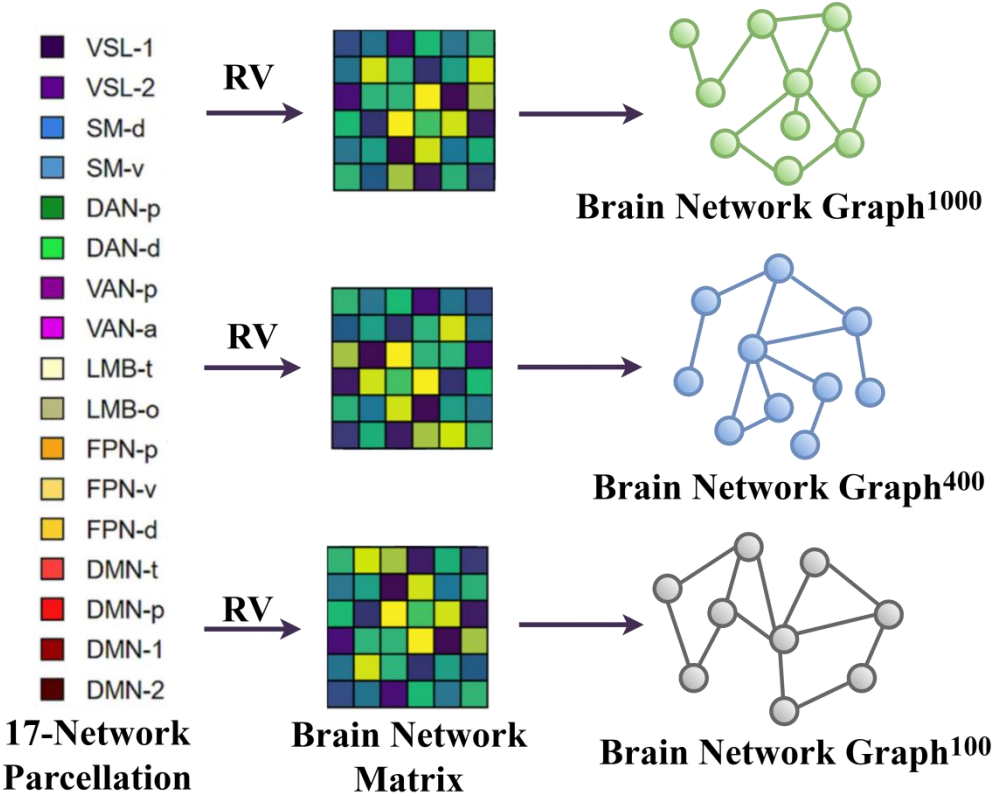 VSL-1
VSL-2
SM-d
SM-v
DAN-p
DAN-d
VAN-p
VAN-a
LMB-t
LMB-o
FPN-p
FPN-v
FPN-d
DMN-t
DMN-p
DMN-1
DMN-2
17-Network
Parcellation
RV
RV
RV
Brain Network
Matrix
Brain Network Graph¹⁰⁰⁰
Brain Network Graph⁴⁰⁰
Brain Network Graph¹⁰⁰